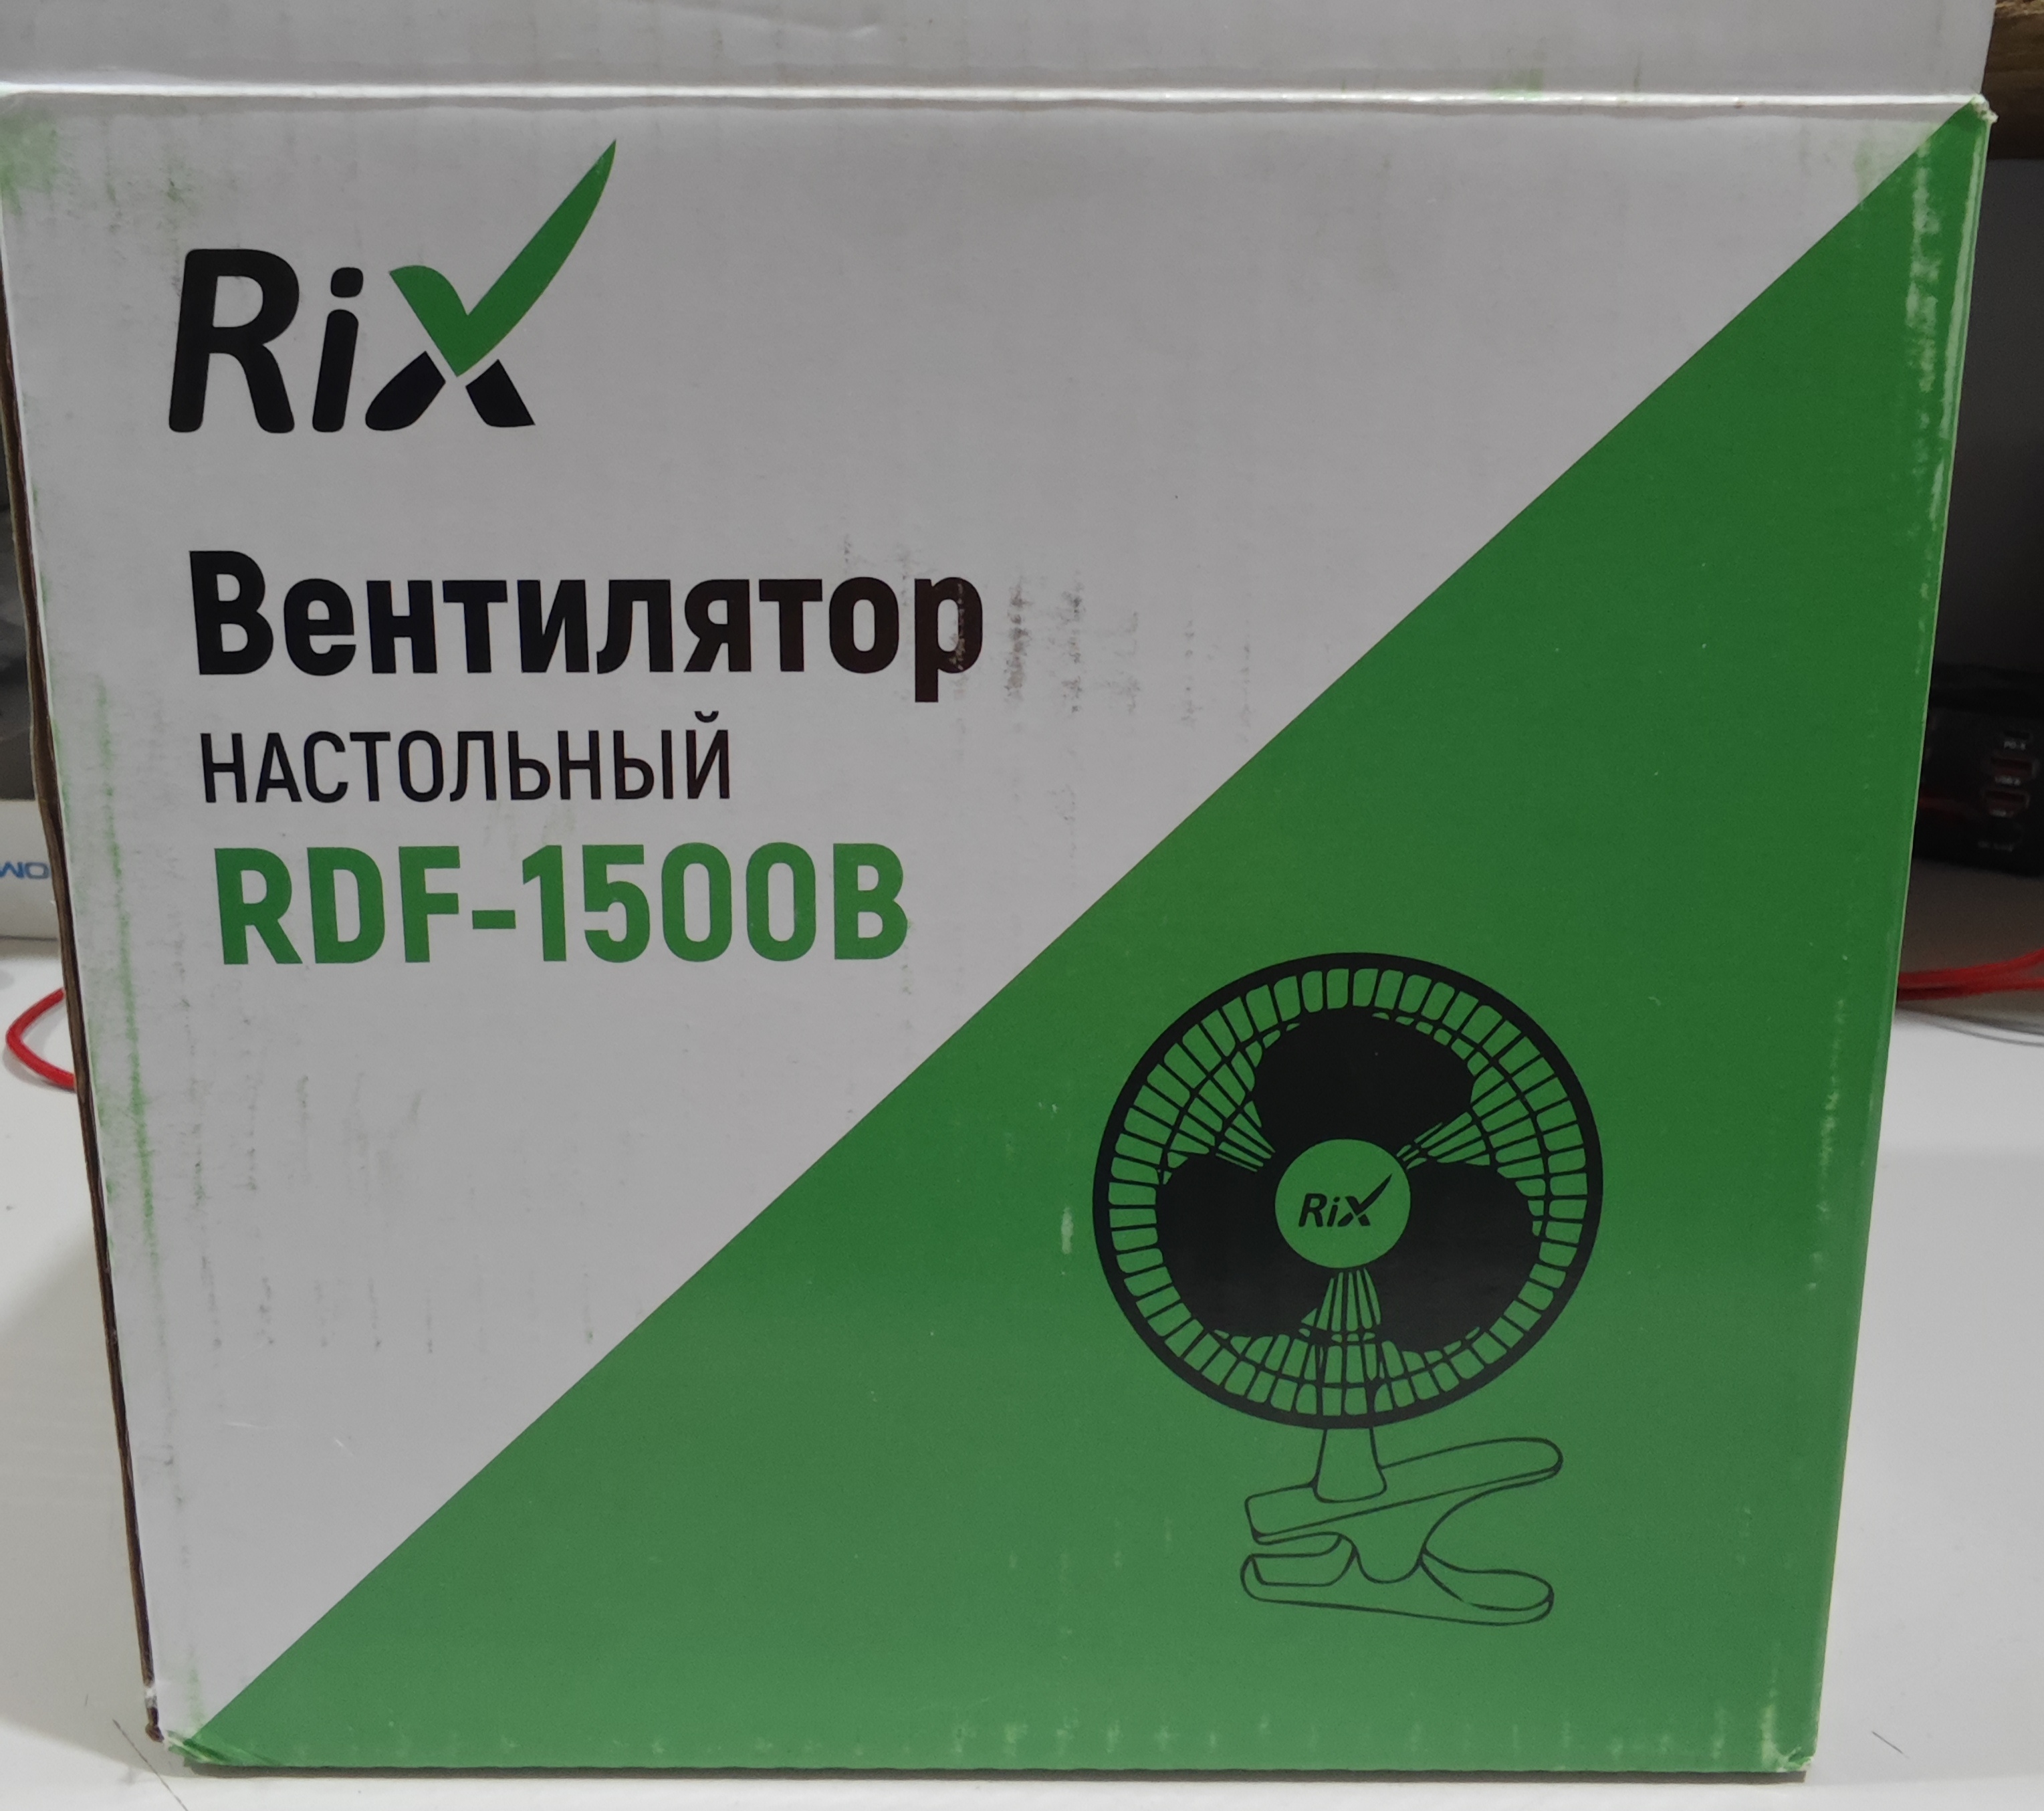 Rix
Вентилятор
НАСТОЛЬНЫЙ
RDF-1500B
Rix